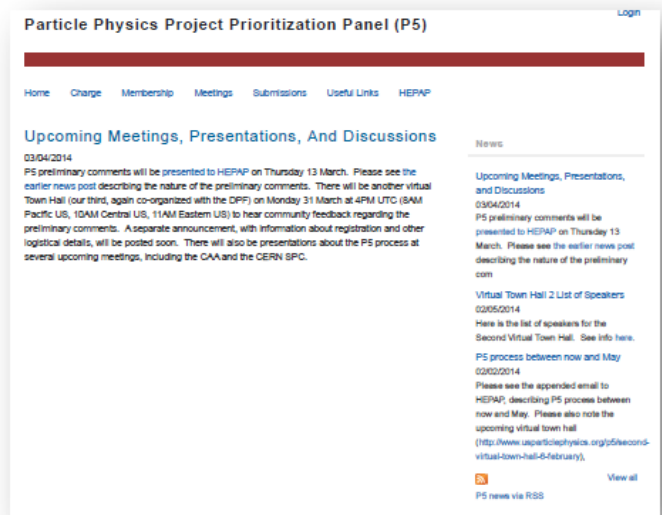 Login
Particle Physics Project Prioritization Panel (P5)
Home Charge Membership Meetings Submissions Useful Links HEPAP
Upcoming Meetings, Presentations, And Discussions
03/04/2014
P5 preliminary comments will be presented to HEPAP on Thursday 13 March. Please see the
earlier news post describing the nature of the preliminary comments. There will be another virtual
Town Hall (our third, again co-organized with the DPF) on Monday 31 March at 4PM UTC (8AM
Pacific US, 10AM Central US, 11AM Eastern US) to hear community feedback regarding the
preliminary comments. A separate announcement, with information about registration and other
logistical details, will be posted soon. There will also be presentations about the P5 process at
several upcoming meetings, including the CAA and the CERN SPC.
News
Upcoming Meetings, Presentations,
and Discussions
03/04/2014
P5 preliminary comments will be
presented to HEPAP on Thursday 13
March. Please see the earlier news post
describing the nature of the preliminary
com
Virtual Town Hall 2 List of Speakers
02/05/2014
Here is the list of speakers for the
Second Virtual Town Hall. See info here.
P5 process between now and May
02/02/2014
Please see the appended email to
HEPAP, describing P5 process between
now and May. Please also note the
upcoming virtual town hall
(http://www.usparticlephysics.org/p5/second-
virtual-town-hall-6-february),
View all
P5 news via RSS